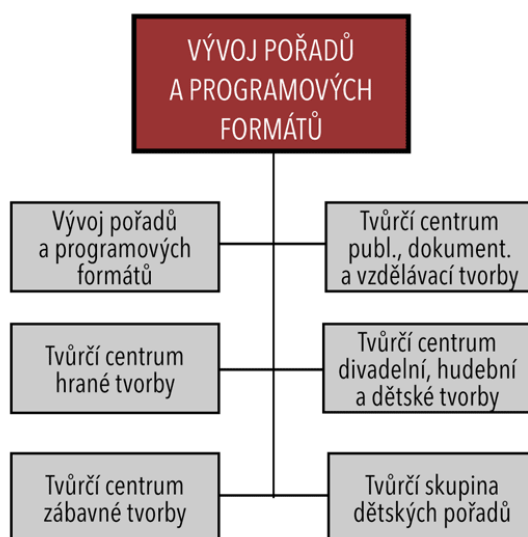 VÝVOJ POŘADŮ
A PROGRAMOVÝCH
FORMÁTŮ
Vývoj pořadů
a programových
formátů
Tvůrčí centrum
publ., dokument.
a vzdělávací tvorby
Tvůrčí centrum
hrané tvorby
Tvůrčí centrum
divadelní, hudební
a dětské tvorby
Tvůrčí centrum
zábavné tvorby
Tvůrčí skupina
dětských pořadů